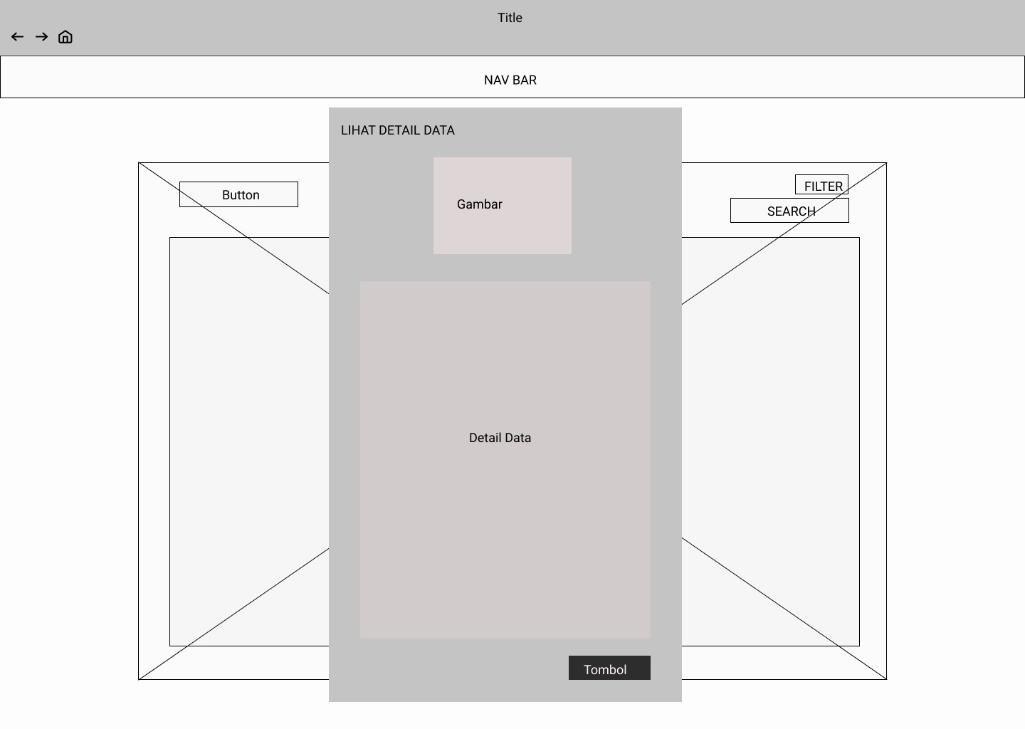 Title
NAV BAR
LIHAT DETAIL DATA
Button
Gambar
FILTER
SEARCH
Detail Data
Tombol